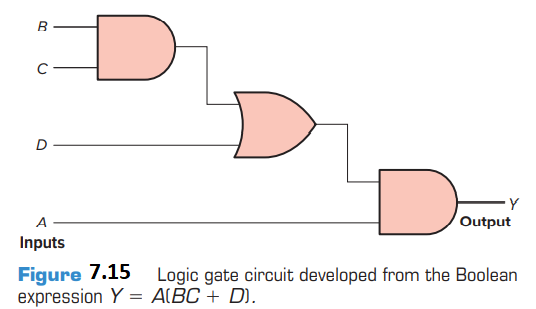 B
C
D
A
Y
Output
Inputs
Figure 7.15 Logic gate circuit developed from the Boolean
expression Y = A(BC + D).